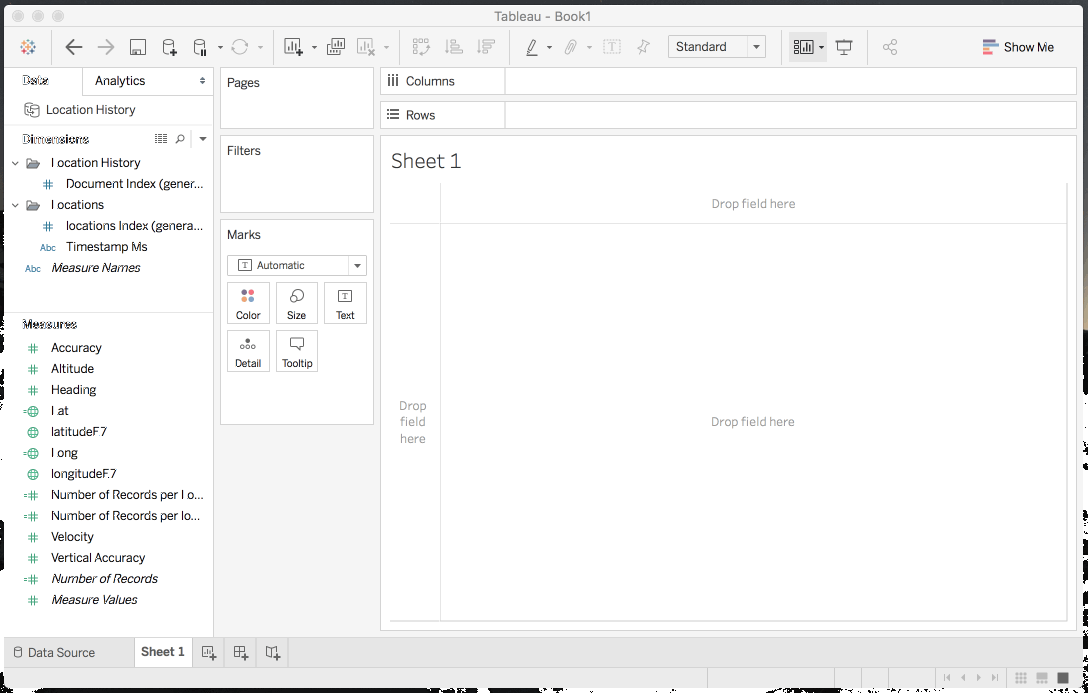 Tableau - Book1
Standard
Show Me
Data
Analytics
Location History
Dimensions
Location History
Document Index (gener...
Locations
locations Index (genera...
Abc Timestamp Ms
Abc Measure Names
Measures
Accuracy
Altitude
Heading
Lat
latitudeE7
Long
longitudeE7
Number of Records per Lo...
Number of Records per lo...
Velocity
Vertical Accuracy
Number of Records
Measure Values
Pages
Filters
Marks
T Automatic
Color
Size
T
Text
Detail
Tooltip
Columns
Rows
Sheet 1
Drop field here
Drop
field
here
Drop field here
Data Source
Sheet 1